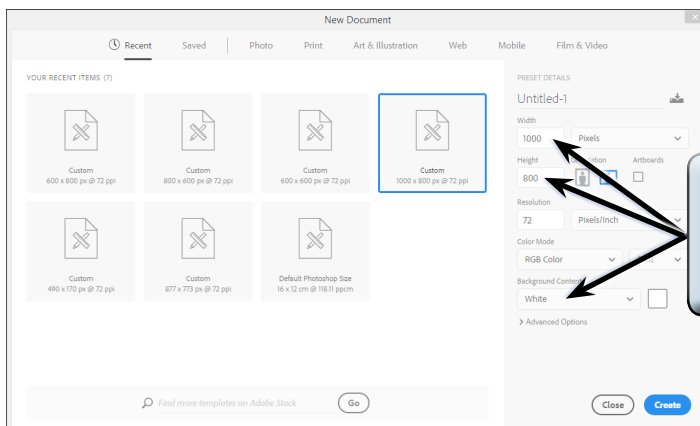 New Document
Recent Saved Photo Print Art & Illustration Web Mobile Film & Video
YOUR RECENT ITEMS (7)
Custom
600 x 800 px @ 72 ppi
Custom
800 x 600 px @ 72 ppi
Custom
600 x 600 px @ 72 ppi
Custom
1000 x 800 px @ 72 ppi
Custom
490 x 170 px @ 72 ppi
Custom
877 x 773 px @ 72 ppi
Default Photoshop Size
16 x 12 cm @ 118.11 ppcm
Find more templates on Adobe Stock
Go
PRESET DETAILS
Untitled-1
Width
1000 Pixels
Height Artboards
800
Resolution
72 Pixels/Inch
Color Mode
RGB Color
Background
White
Advanced Options
Close Create